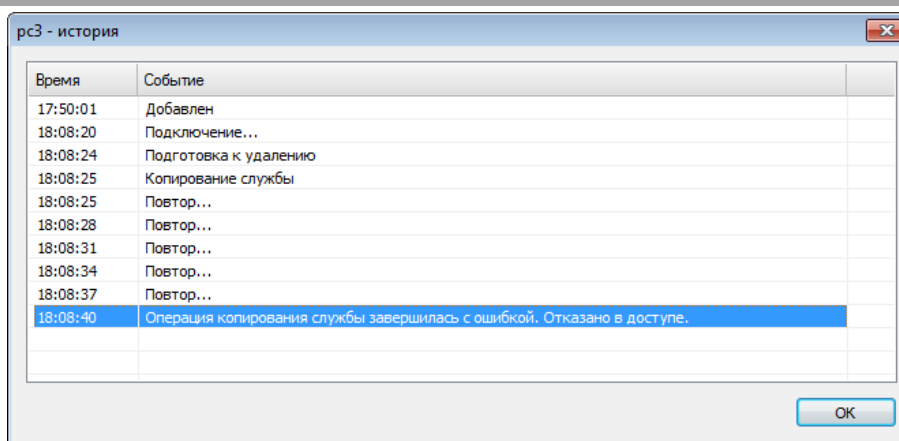 pc3 - история
Время Событие
17:50:01 Добавлен
18:08:20 Подключение...
18:08:24 Подготовка к удалению
18:08:25 Копирование службы
18:08:25 Повтор...
18:08:28 Повтор...
18:08:31 Повтор...
18:08:34 Повтор...
18:08:37 Повтор...
18:08:40 Операция копирования службы завершилась с ошибкой. Отказано в доступе.
OK